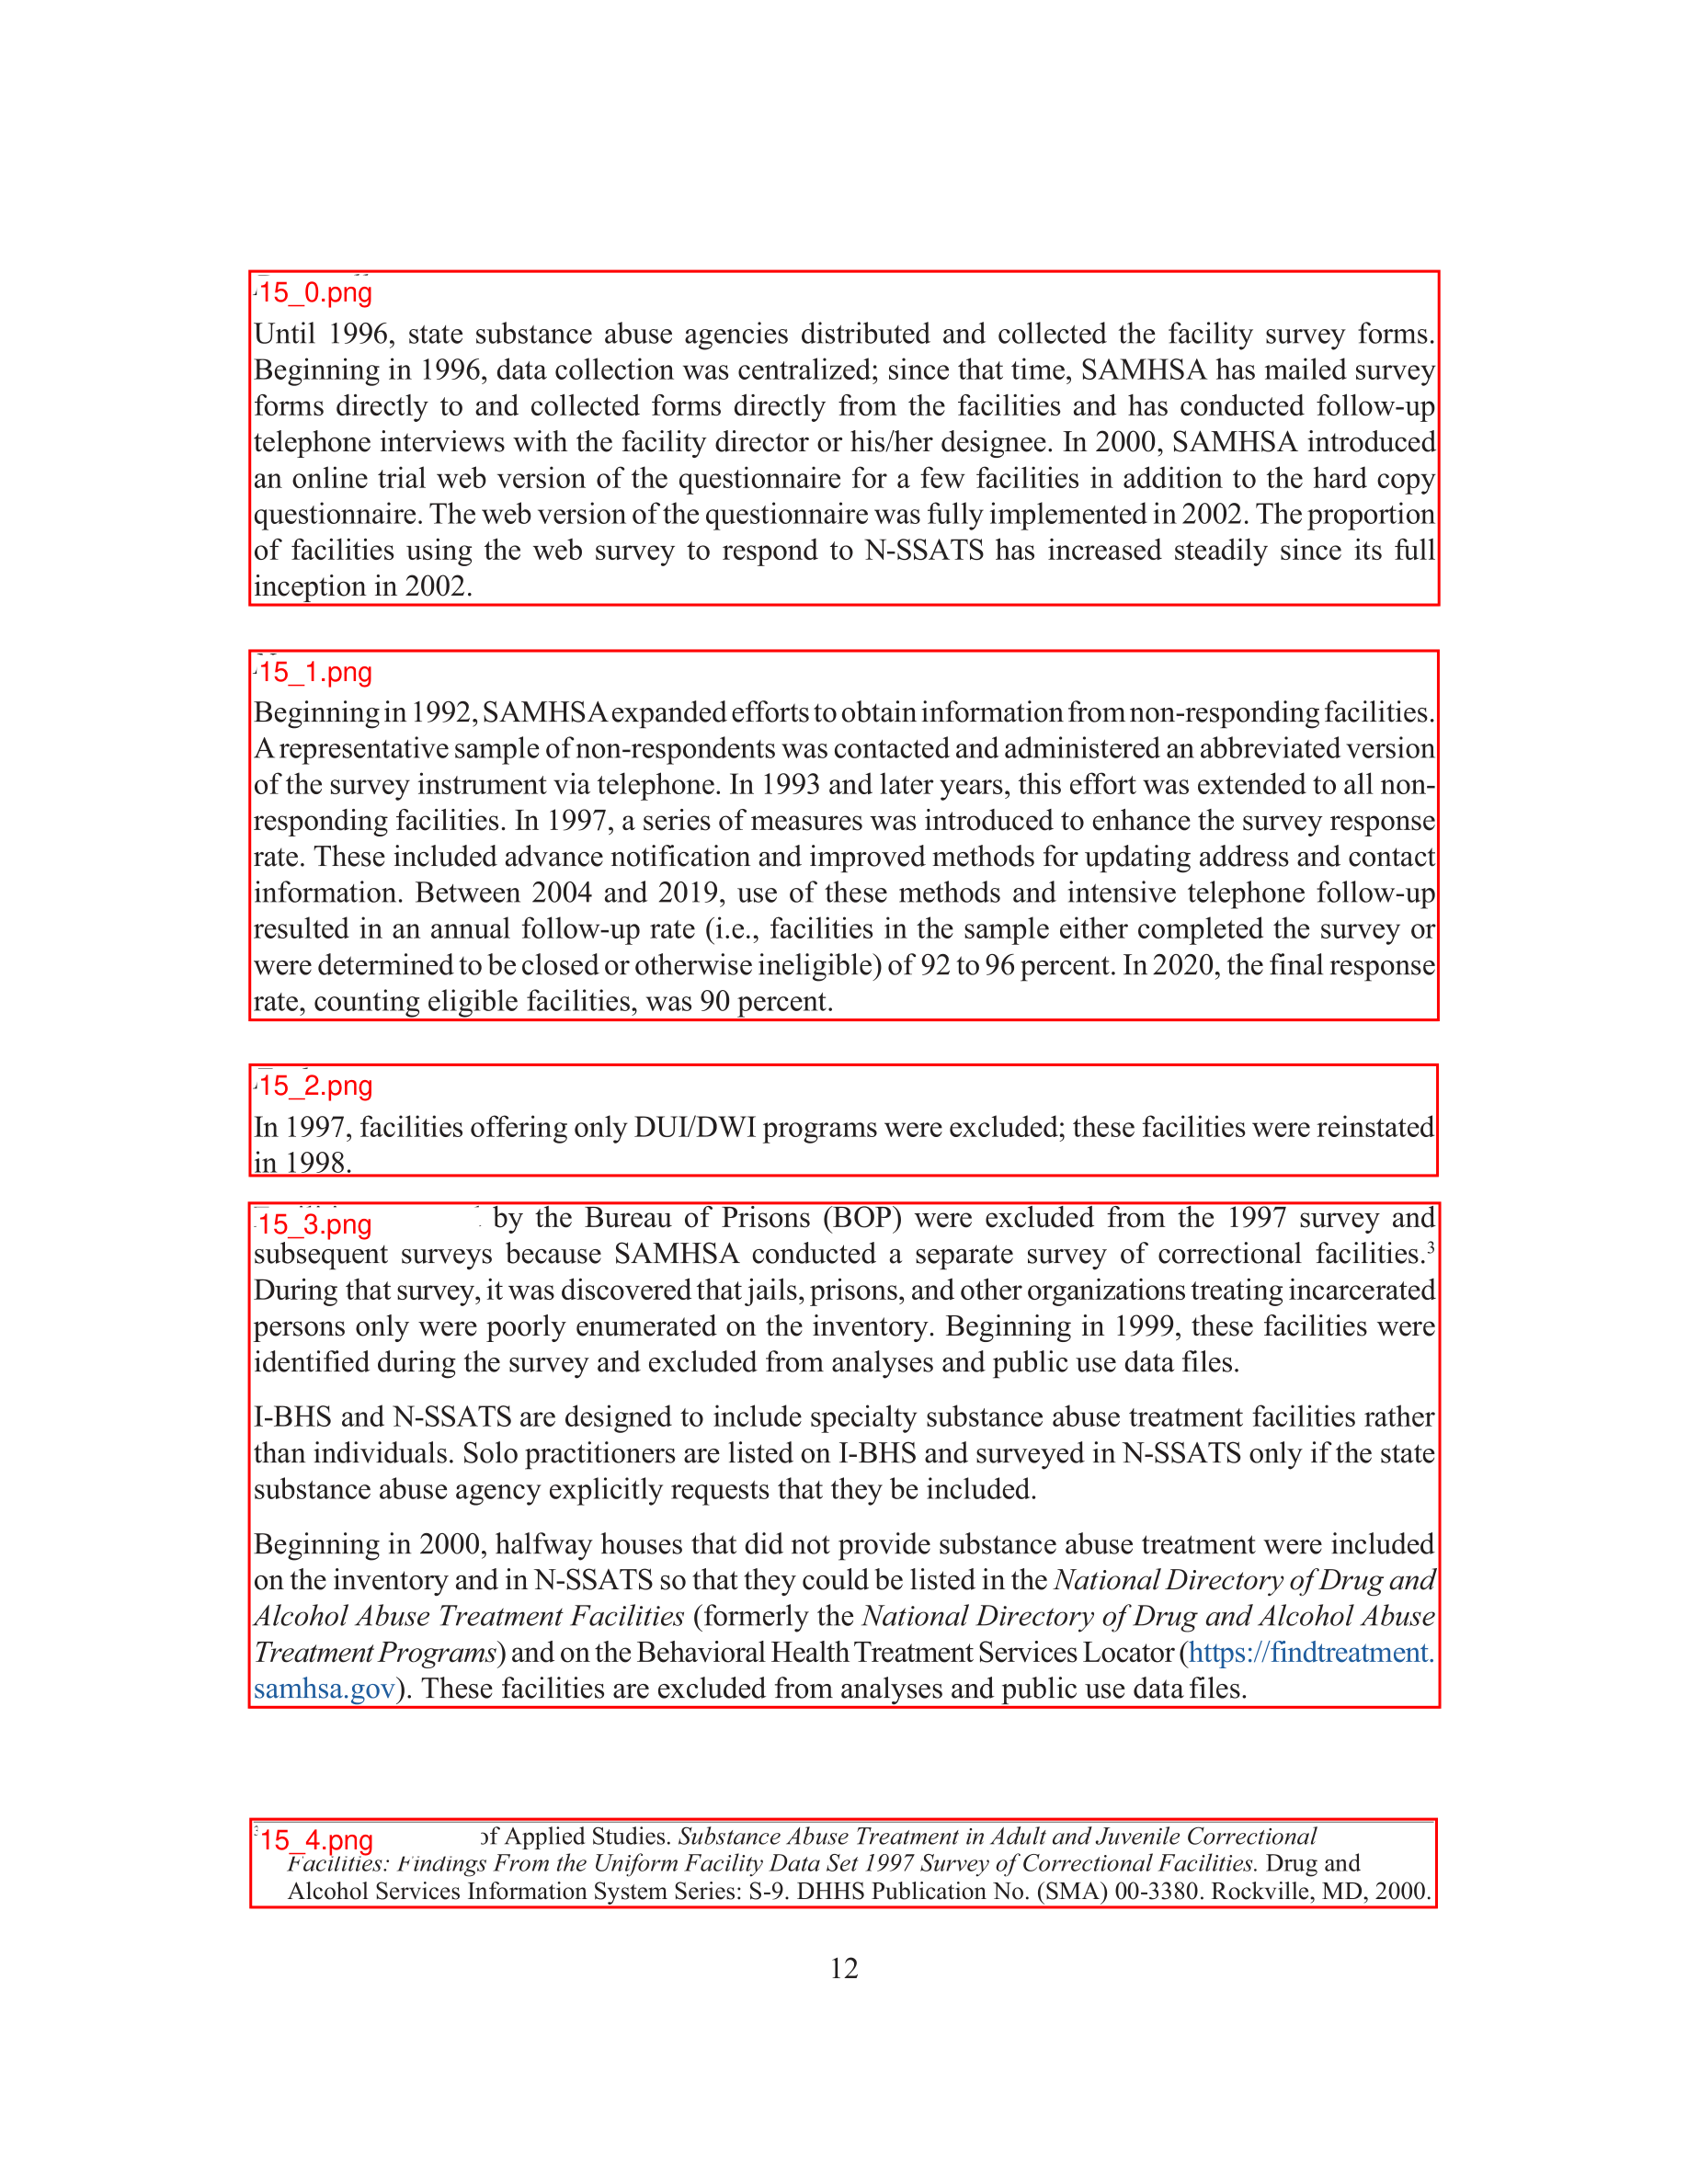 15_0.png
Until 1996, state substance abuse agencies distributed and collected the facility survey forms.
Beginning in 1996, data collection was centralized; since that time, SAMHSA has mailed survey
forms directly to and collected forms directly from the facilities and has conducted follow-up
telephone interviews with the facility director or his/her designee. In 2000, SAMHSA introduced
an online trial web version of the questionnaire for a few facilities in addition to the hard copy
questionnaire. The web version of the questionnaire was fully implemented in 2002. The proportion
of facilities using the web survey to respond to N-SSATS has increased steadily since its full
inception in 2002.
15_1.png
Beginning in 1992, SAMHSA expanded efforts to obtain information from non-responding facilities.
A representative sample of non-respondents was contacted and administered an abbreviated version
of the survey instrument via telephone. In 1993 and later years, this effort was extended to all non-
responding facilities. In 1997, a series of measures was introduced to enhance the survey response
rate. These included advance notification and improved methods for updating address and contact
information. Between 2004 and 2019, use of these methods and intensive telephone follow-up
resulted in an annual follow-up rate (i.e., facilities in the sample either completed the survey or
were determined to be closed or otherwise ineligible) of 92 to 96 percent. In 2020, the final response
rate, counting eligible facilities, was 90 percent.
15_2.png
In 1997, facilities offering only DUI/DWI programs were excluded; these facilities were reinstated
in 1998.
15_3.png by the Bureau of Prisons (BOP) were excluded from the 1997 survey and
subsequent surveys because SAMHSA conducted a separate survey of correctional facilities.³
During that survey, it was discovered that jails, prisons, and other organizations treating incarcerated
persons only were poorly enumerated on the inventory. Beginning in 1999, these facilities were
identified during the survey and excluded from analyses and public use data files.
I-BHS and N-SSATS are designed to include specialty substance abuse treatment facilities rather
than individuals. Solo practitioners are listed on I-BHS and surveyed in N-SSATS only if the state
substance abuse agency explicitly requests that they be included.
Beginning in 2000, halfway houses that did not provide substance abuse treatment were included
on the inventory and in N-SSATS so that they could be listed in the National Directory of Drug and
Alcohol Abuse Treatment Facilities (formerly the National Directory of Drug and Alcohol Abuse
Treatment Programs) and on the Behavioral Health Treatment Services Locator (https://findtreatment.
samhsa.gov). These facilities are excluded from analyses and public use data files.
15_4.png of Applied Studies. Substance Abuse Treatment in Adult and Juvenile Correctional
Facilities: Findings From the Uniform Facility Data Set 1997 Survey of Correctional Facilities. Drug and
Alcohol Services Information System Series: S-9. DHHS Publication No. (SMA) 00-3380. Rockville, MD, 2000.
12